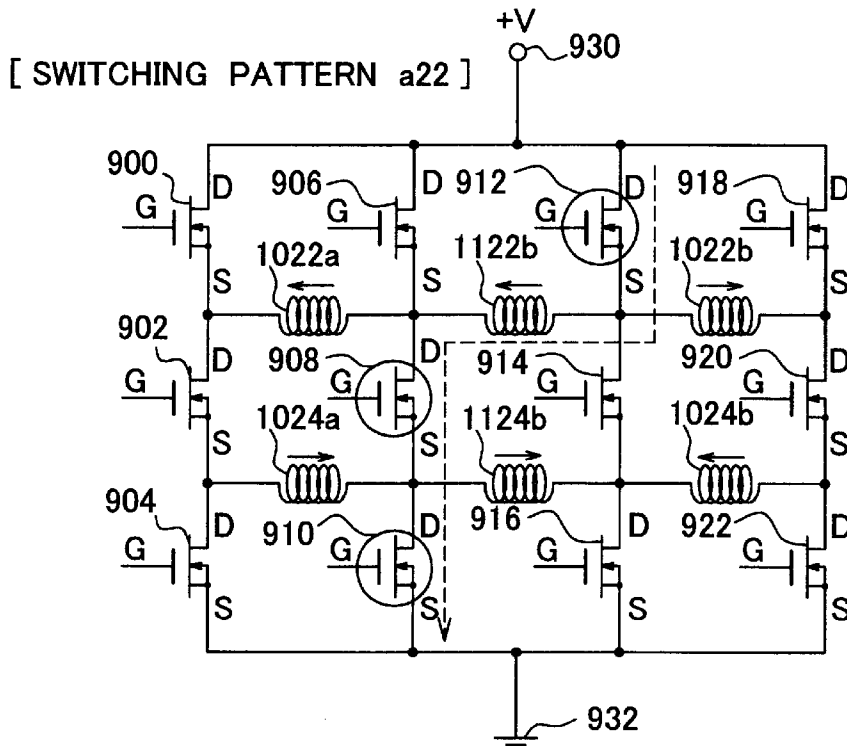 +V
930
[ SWITCHING PATTERN a22 ]
900 D 906 D 912 D 918 D
G G G G
1022a S 1122b S 1022b S
S
902 D 908 D 914 D 920 D
G G G G
1024a S 1124b S 1024b S
S
904 D 910 D 916 D 922 D
G G G G
S S S S
932